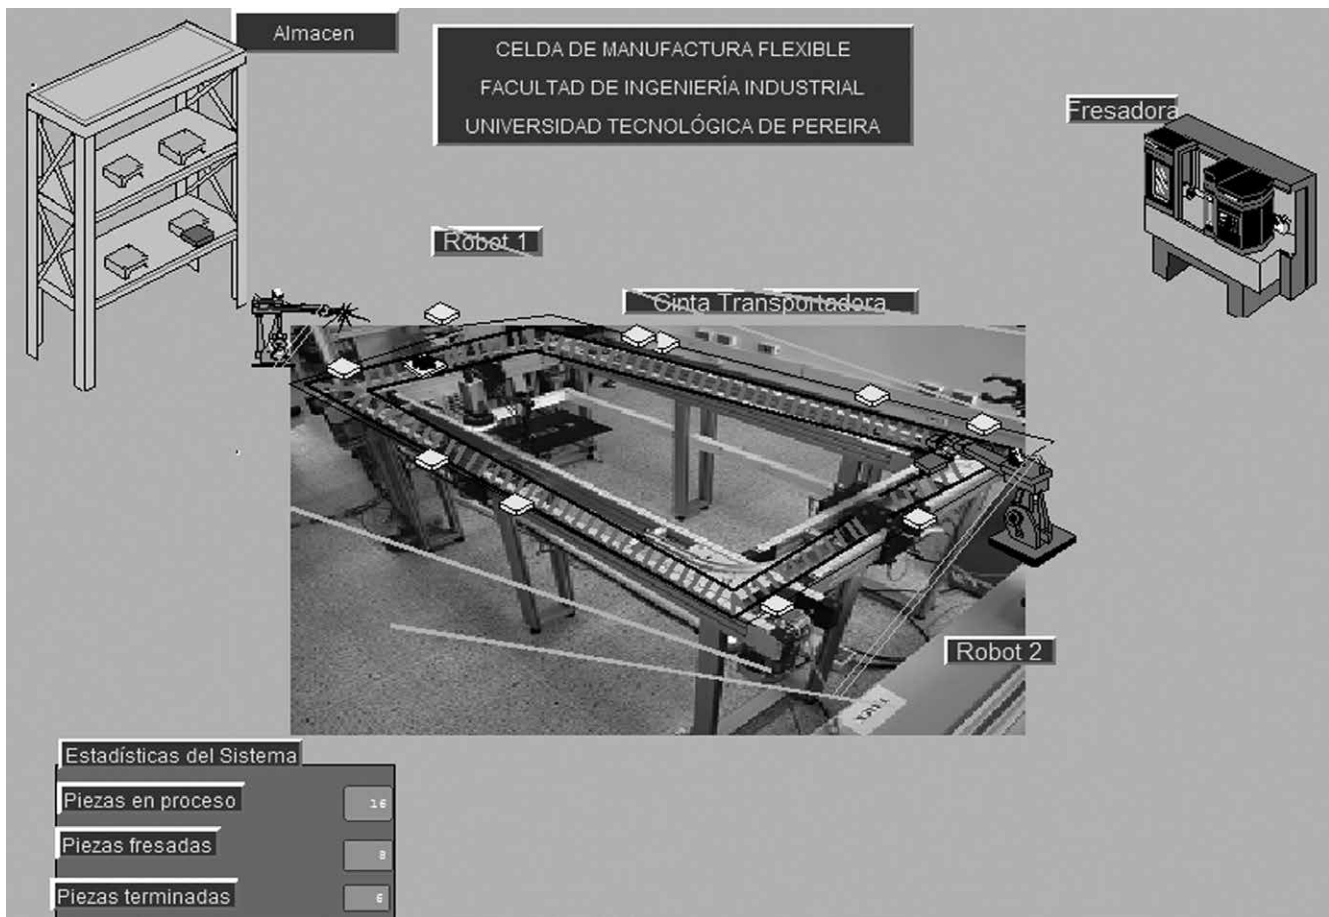 Almacen
CELDA DE MANUFACTURA FLEXIBLE
FACULTAD DE INGENIERÍA INDUSTRIAL
UNIVERSIDAD TECNOLÓGICA DE PEREIRA
Fresadora
Robot 1
Cinta Transportadora
Robot 2
Estadísticas del Sistema
Piezas en proceso 16
Piezas fresadas 8
Piezas terminadas 6